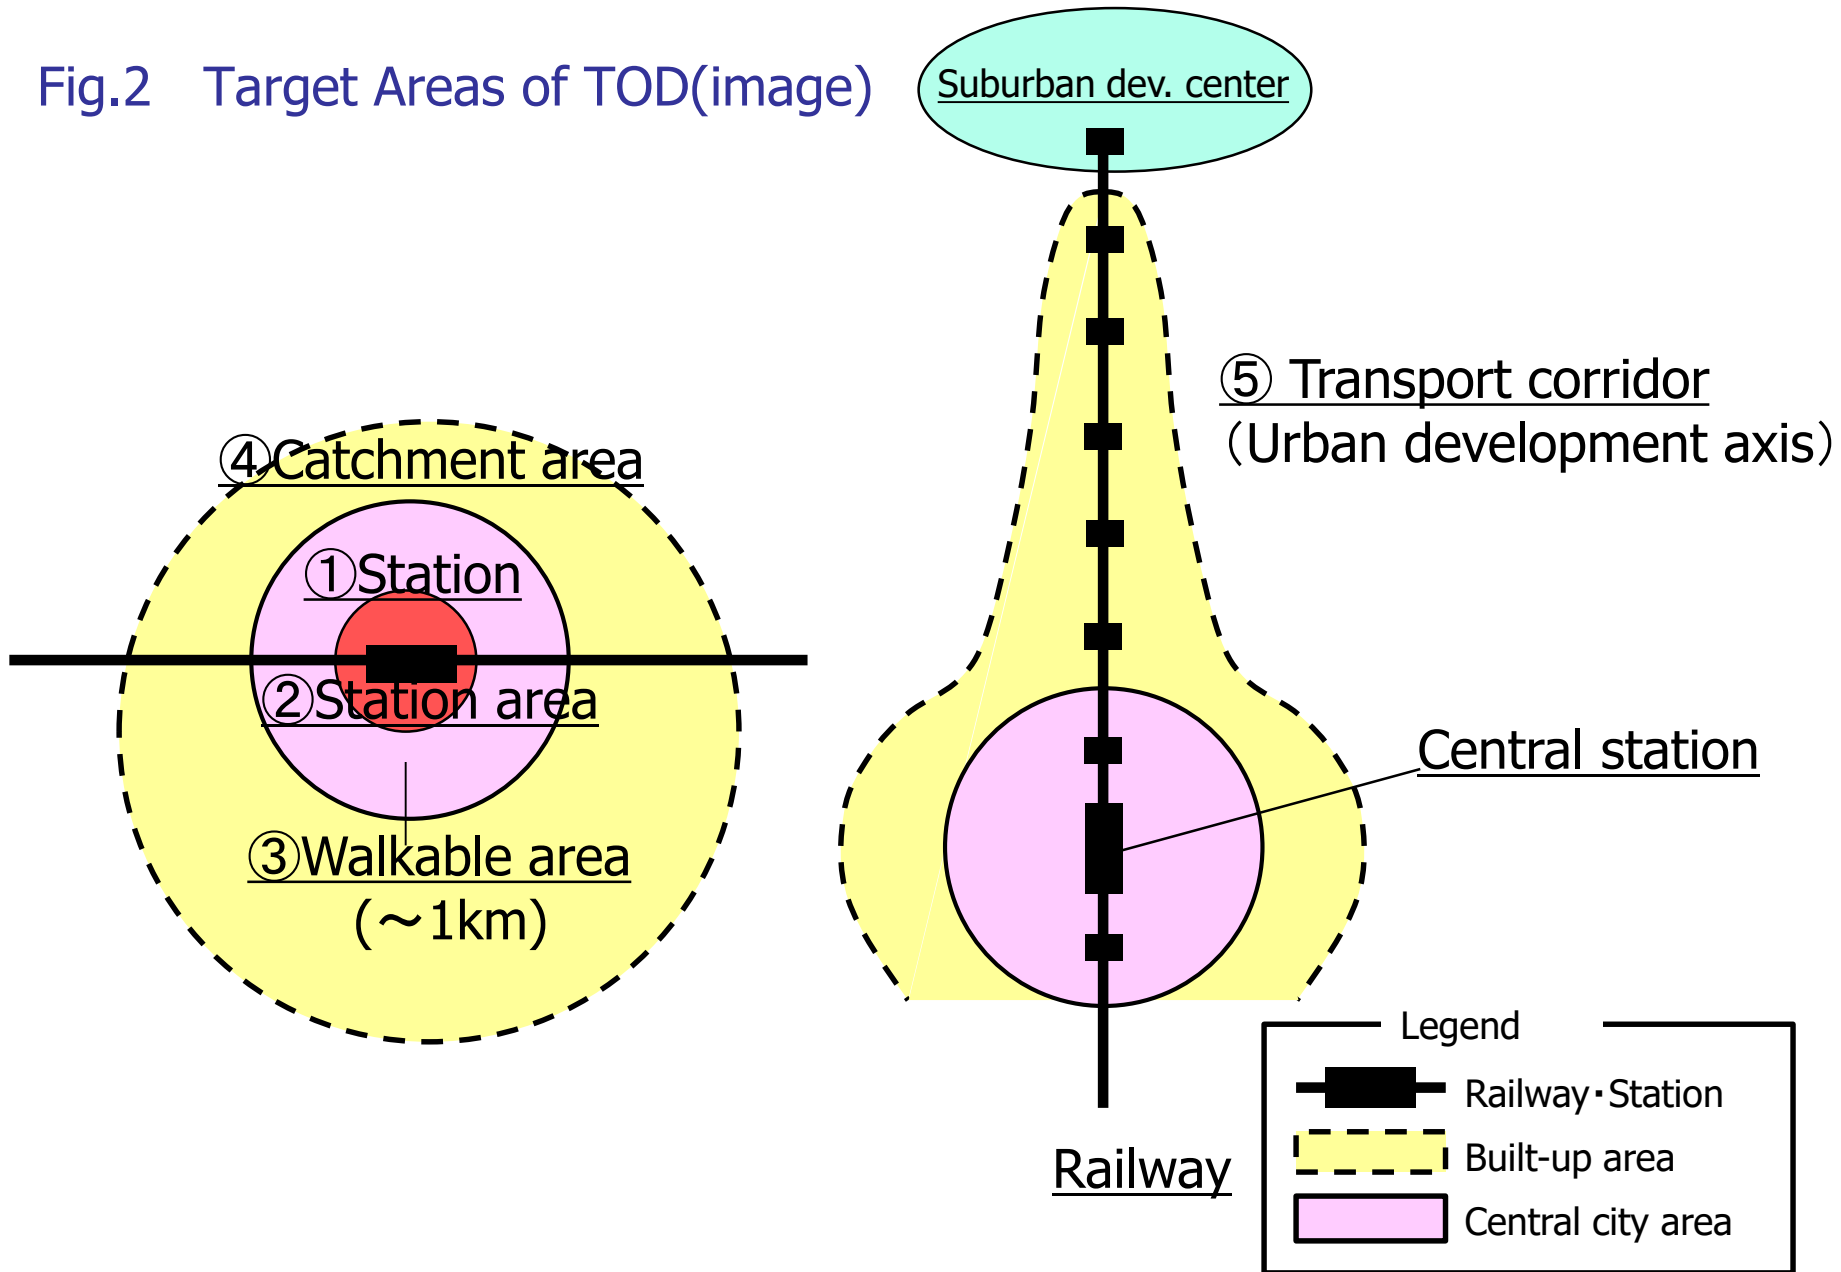 Fig.2 Target Areas of TOD(image)
Suburban dev. center
⑤ Transport corridor
（Urban development axis）
④Catchment area
①Station
②Station area
③Walkable area
(～1km)
Central station
Railway
Legend
Railway・Station
Built-up area
Central city area